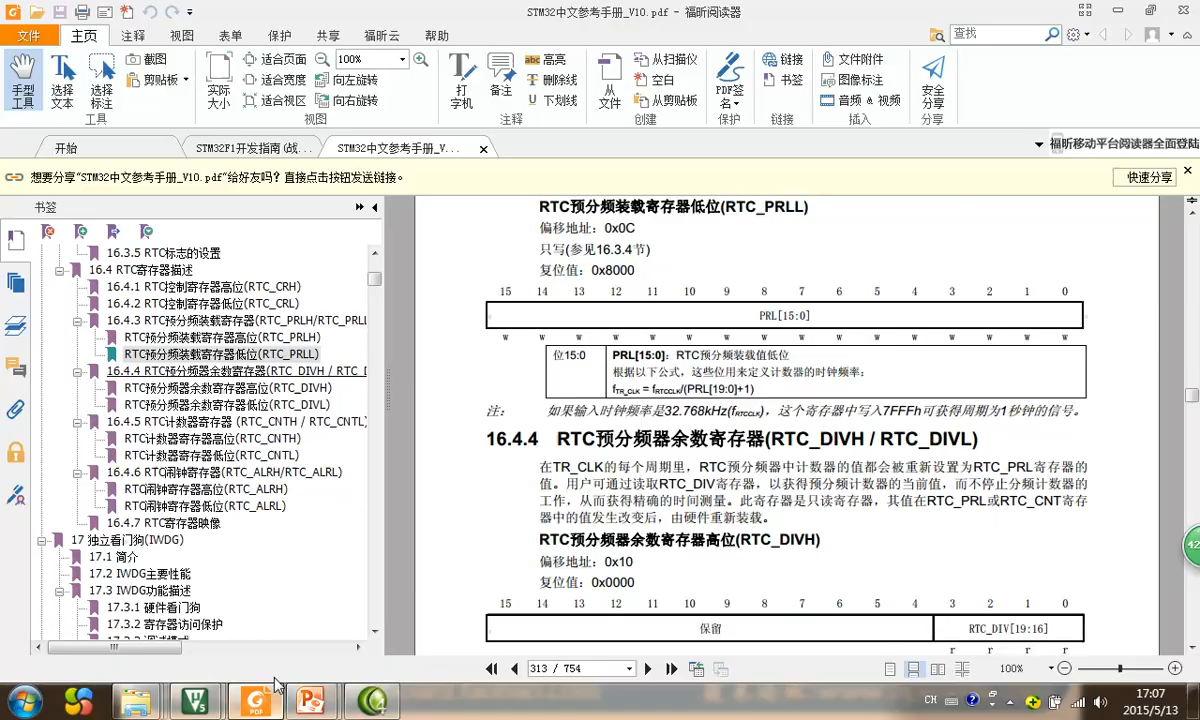 STM32中文参考手册_V10.pdf - 福昕阅读器
文件 主页 注释 视图 表单 保护 共享 福昕云 帮助 查找
手型工具
选择文本
选择标注
截图
剪贴板
工具
实际大小
适合页面
适合宽度
适合视区
100%
向左旋转
向右旋转
视图
打字机
备注
高亮
删除线
下划线
注释
从文件
从扫描仪
空白
从剪贴板
创建
PDF签名
保护
链接
书签
链接
文件附件
图像标注
音频 & 视频
插入
安全分享
分享
开始 STM32F1开发指南(战... STM32中文参考手册_V... 福昕移动平台阅读器全面登陆
想要分享“STM32中文参考手册_V10.pdf”给好友吗? 直接点击按钮发送链接。 快速分享
书签
16.3.5 RTC标志的设置
16.4 RTC寄存器描述
16.4.1 RTC控制寄存器高位(RTC_CRH)
16.4.2 RTC控制寄存器低位(RTC_CRL)
16.4.3 RTC预分频装载寄存器(RTC_PRLH/RTC_PRLL
RTC预分频装载寄存器高位(RTC_PRLH)
RTC预分频装载寄存器低位(RTC_PRLL)
16.4.4 RTC预分频器余数寄存器(RTC_DIVH / RTC_D
RTC预分频器余数寄存器高位(RTC_DIVH)
RTC预分频器余数寄存器低位(RTC_DIVL)
16.4.5 RTC计数器寄存器 (RTC_CNTH / RTC_CNTL)
RTC计数器寄存器高位(RTC_CNTH)
RTC计数器寄存器低位(RTC_CNTL)
16.4.6 RTC闹钟寄存器(RTC_ALRH/RTC_ALRL)
RTC闹钟寄存器高位(RTC_ALRH)
RTC闹钟寄存器低位(RTC_ALRL)
16.4.7 RTC寄存器映像
17 独立看门狗(IWDG)
17.1 简介
17.2 IWDG主要性能
17.3 IWDG功能描述
17.3.1 硬件看门狗
17.3.2 寄存器访问保护
RTC预分频装载寄存器低位(RTC_PRLL)
偏移地址：0x0C
只写(参见16.3.4节)
复位值：0x8000
15 14 13 12 11 10 9 8 7 6 5 4 3 2 1 0
PRL[15:0]
w w w w w w w w w w w w w w w w
位15:0 PRL[15:0]：RTC预分频装载值低位
根据以下公式，这些位用来定义计数器的时钟频率：
fTR_CLK = fRTCCLK/(PRL[19:0]+1)
注： 如果输入时钟频率是32.768kHz(fRTCCLK)，这个寄存器中写入7FFFh可获得周期为1秒钟的信号。
16.4.4 RTC预分频器余数寄存器(RTC_DIVH / RTC_DIVL)
在TR_CLK的每个周期里，RTC预分频器中计数器的值都会被重新设置为RTC_PRL寄存器的
值。用户可通过读取RTC_DIV寄存器，以获得预分频计数器的当前值，而不停止分频计数器的
工作，从而获得精确的时间测量。此寄存器是只读寄存器，其值在RTC_PRL或RTC_CNT寄存
器中的值发生改变后，由硬件重新装载。
RTC预分频器余数寄存器高位(RTC_DIVH)
偏移地址：0x10
复位值：0x0000
15 14 13 12 11 10 9 8 7 6 5 4 3 2 1 0
保留 RTC_DIV[19:16]
r r r r
313 / 754
100%
CH
17:07
2015/5/13